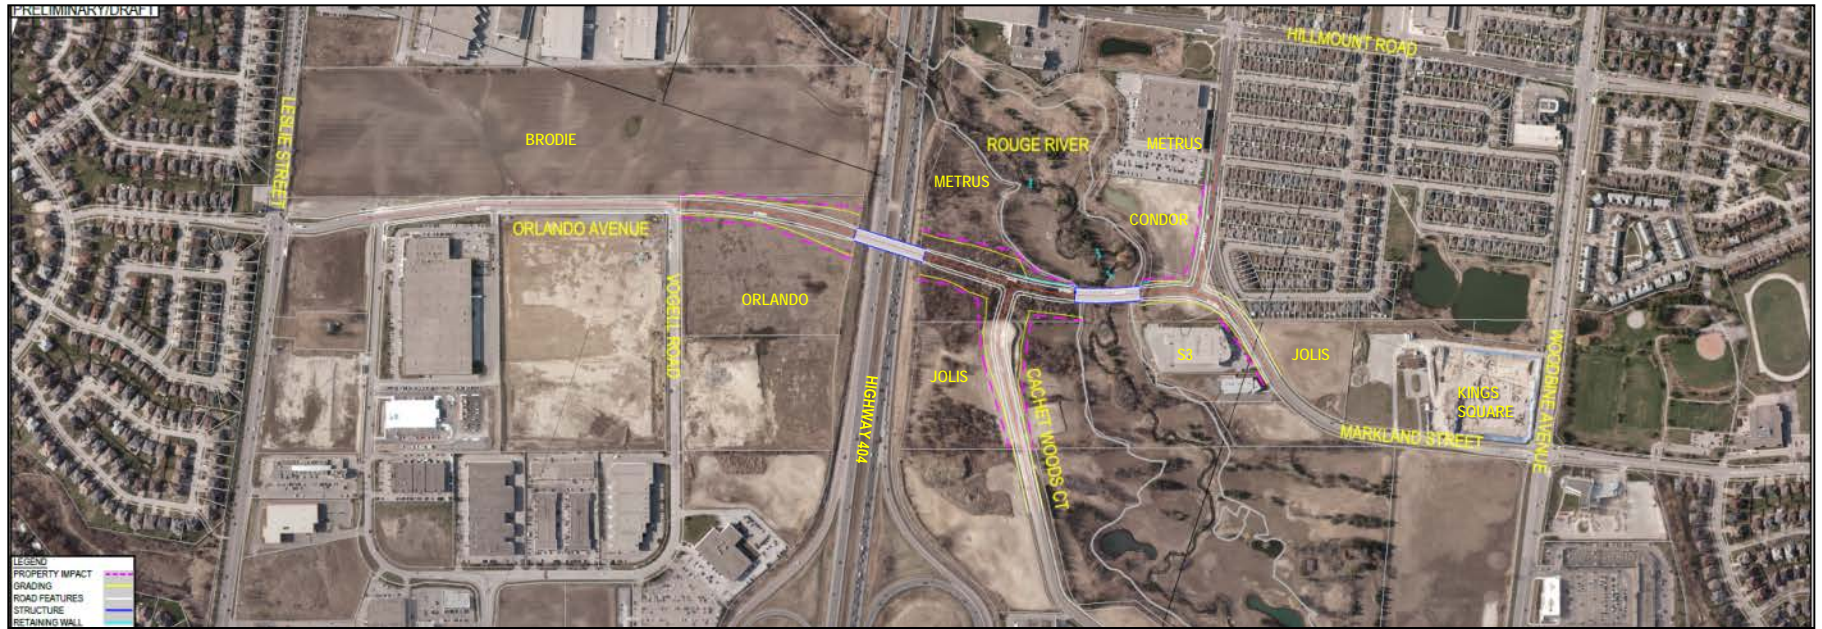 PRELIMINARY/DRAFT
HILLMOUNT ROAD
LESLIE STREET
BRODIE
ROUGE RIVER
METRUS
METRUS
CONDOR
ORLANDO AVENUE
VOGELL ROAD
ORLANDO
HIGHWAY 404
JOLIS
CACHET WOODS CT
S3
JOLIS
KINGS
SQUARE
WOODBINE AVENUE
MARKLAND STREET
LEGEND
PROPERTY IMPACT
GRADING
ROAD FEATURES
STRUCTURE
RETAINING WALL